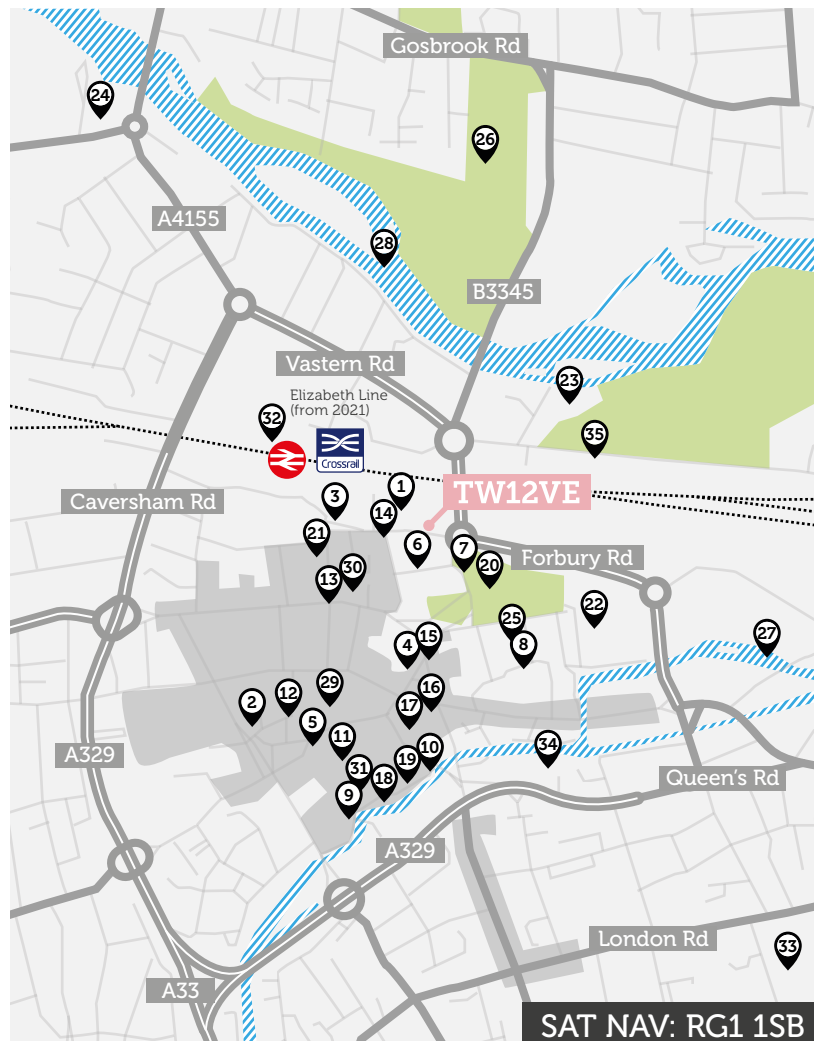 Gosbrook Rd
24
26
A4155
28
B3345
Vastern Rd
23
Elizabeth Line
(from 2021)
32
35
Crossrail
Caversham Rd
3
1
TW12VE
14
21
6
7
Forbury Rd
20
13
30
22
25
27
4
15
8
2
12
29
16
17
5
11
10
34
A329
31
19
18
Queen's Rd
9
A329
London Rd
33
A33
SAT NAV: RG1 1SB